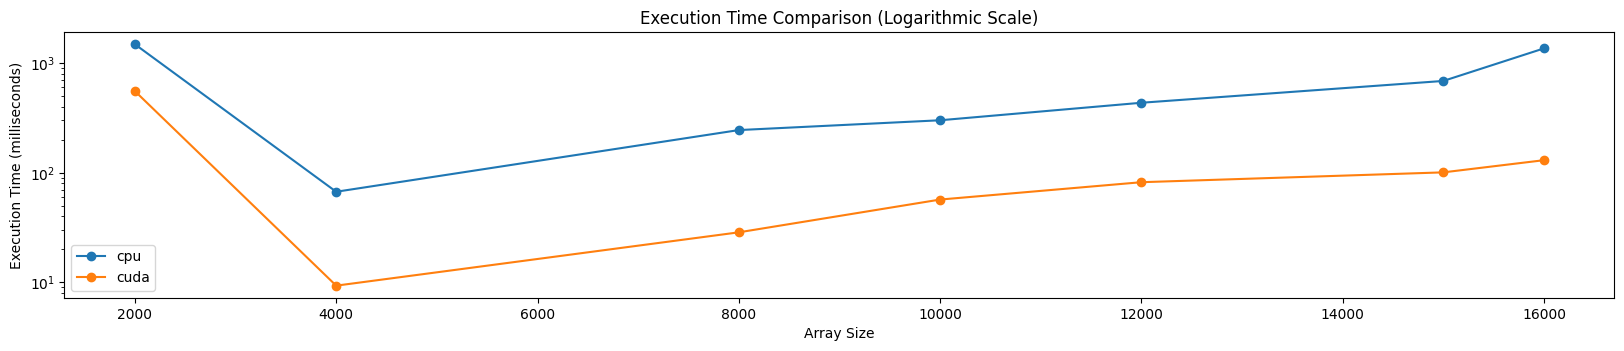 Execution Time Comparison (Logarithmic Scale)
Execution Time (milliseconds)
10³
10²
10¹
cpu
cuda
2000 4000 6000 8000 10000 12000 14000 16000
Array Size